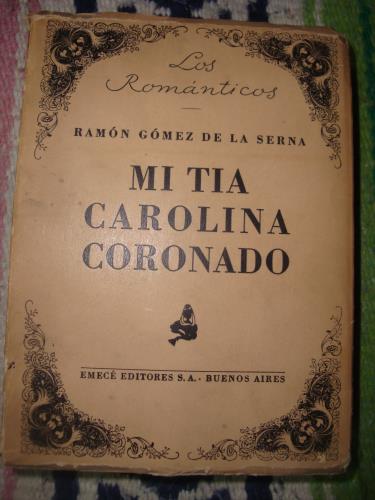 Los
Románticos
RAMÓN GÓMEZ DE LA SERNA
MI TIA
CAROLINA
CORONADO
EMECÉ EDITORES S.A. - BUENOS AIRES